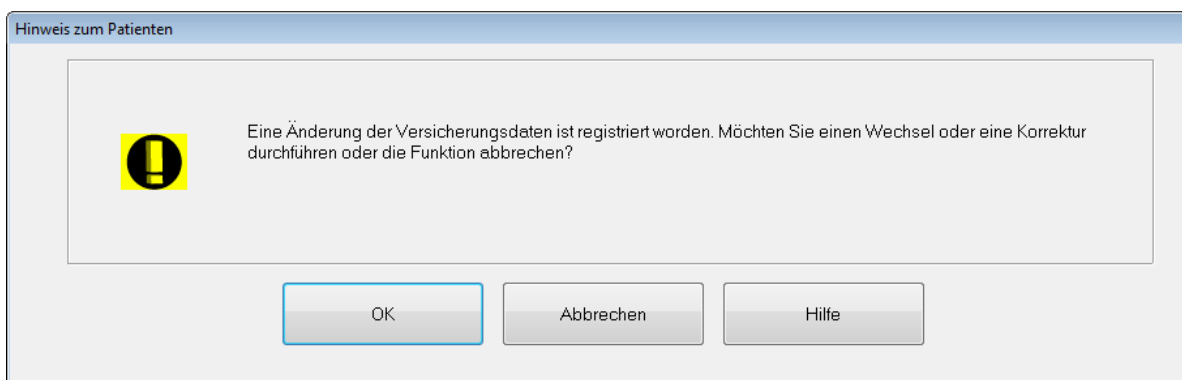 Hinweis zum Patienten
Eine Änderung der Versicherungsdaten ist registriert worden. Möchten Sie einen Wechsel oder eine Korrektur
durchführen oder die Funktion abbrechen?
OK
Abbrechen
Hilfe